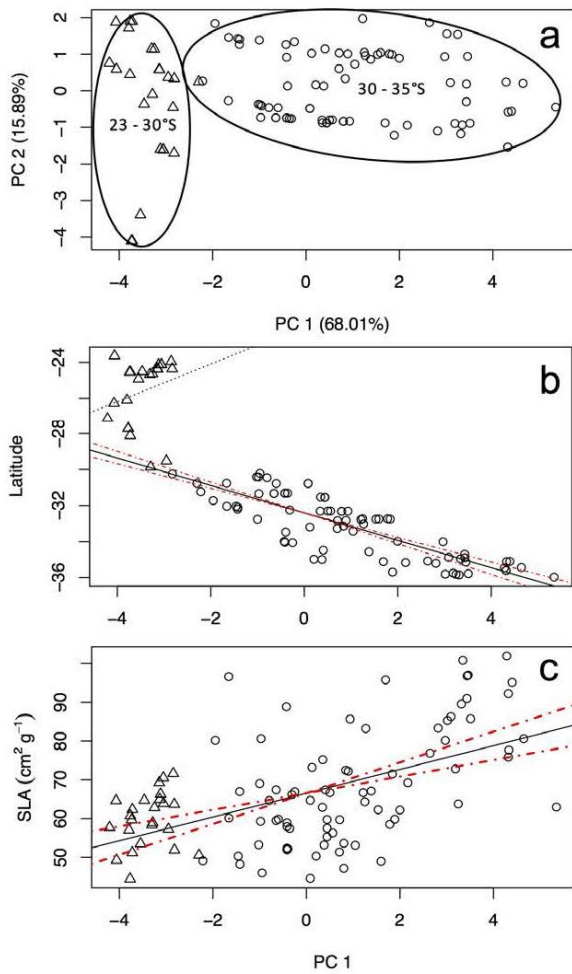 a
2
1
0
−1
−2
−3
−4
PC 2 (15.89%)
23 - 30°S
30 - 35°S
−4 −2 0 2 4
PC 1 (68.01%)
b
−24
−28
−32
−36
Latitude
−4 −2 0 2 4
c
90
80
70
60
50
SLA (cm² g⁻¹)
−4 −2 0 2 4
PC 1